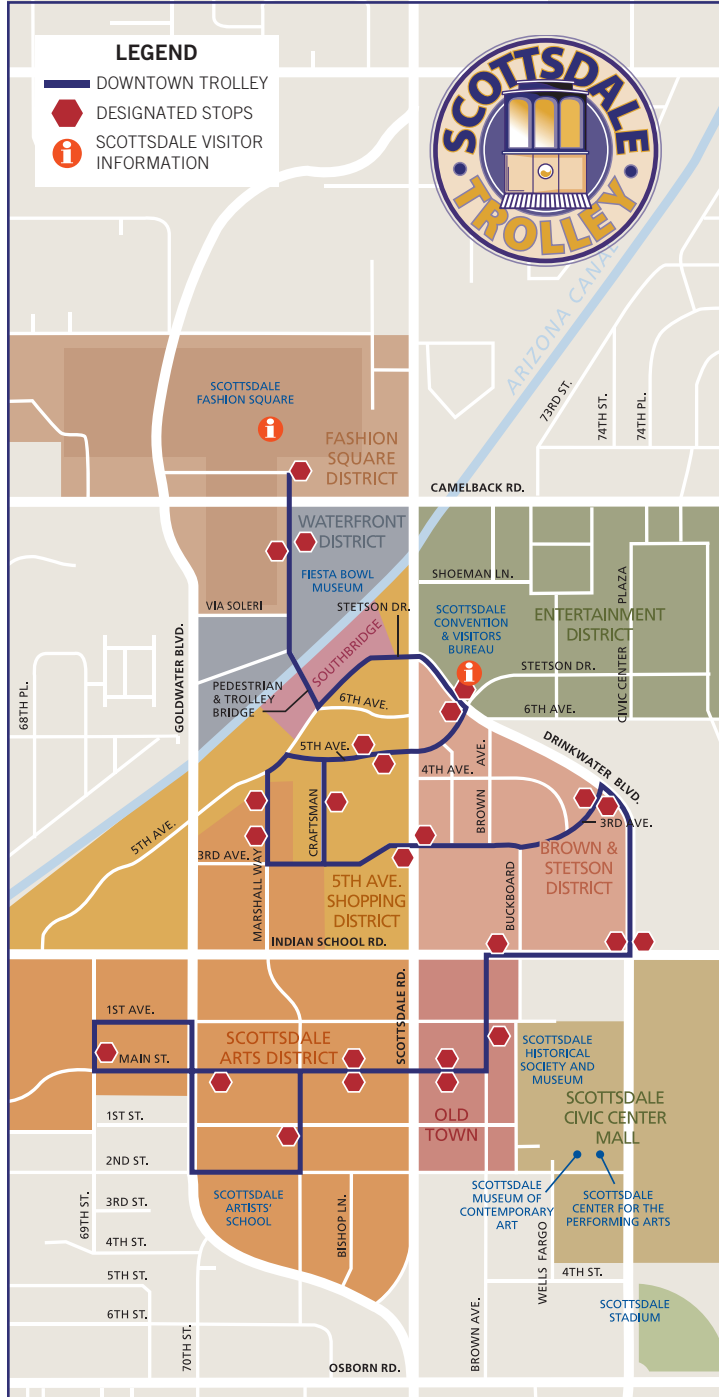 LEGEND
DOWNTOWN TROLLEY
DESIGNATED STOPS
SCOTTSDALE VISITOR
INFORMATION
SCOTTSDALE
TROLLEY
ARIZONA CANAL
73RD ST.
74TH ST.
74TH PL.
SCOTTSDALE
FASHION SQUARE
FASHION
SQUARE
DISTRICT
CAMELBACK RD.
WATERFRONT
DISTRICT
FIESTA BOWL
MUSEUM
SHOEMAN LN.
VIA SOLERI
STETSON DR.
SCOTTSDALE
CONVENTION
& VISITORS
BUREAU
ENTERTAINMENT
DISTRICT
CIVIC CENTER PLAZA
SOUTHBRIDGE
STETSON DR.
68TH PL.
GOLDWATER BLVD.
PEDESTRIAN
& TROLLEY
BRIDGE
6TH AVE.
6TH AVE.
5TH AVE.
DRINKWATER BLVD.
4TH AVE.
BROWN AVE.
CRAFTSMAN
5TH AVE.
3RD AVE.
3RD AVE.
MARSHALL WAY
BROWN &
STETSON
DISTRICT
5TH AVE.
SHOPPING
DISTRICT
BUCKBOARD
INDIAN SCHOOL RD.
SCOTTSDALE RD.
1ST AVE.
SCOTTSDALE
ARTS DISTRICT
MAIN ST.
SCOTTSDALE
HISTORICAL
SOCIETY AND
MUSEUM
SCOTTSDALE
CIVIC CENTER
MALL
OLD
TOWN
1ST ST.
2ND ST.
SCOTTSDALE
ARTISTS'
SCHOOL
SCOTTSDALE
MUSEUM OF
CONTEMPORARY
ART
SCOTTSDALE
CENTER FOR THE
PERFORMING ARTS
69TH ST.
3RD ST.
BISHOP LN.
WELLS FARGO
4TH ST.
4TH ST.
5TH ST.
6TH ST.
SCOTTSDALE
STADIUM
70TH ST.
BROWN AVE.
OSBORN RD.